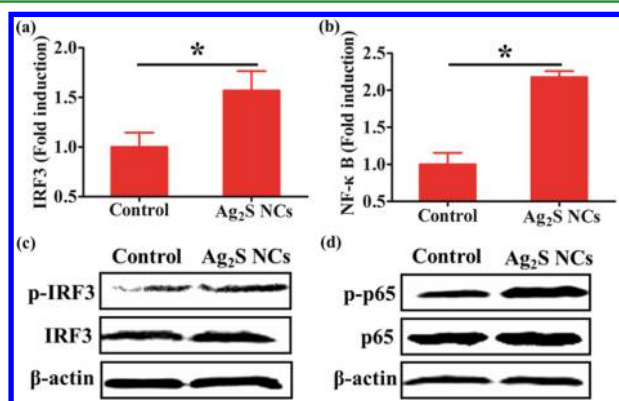 (a)
IRF3 (Fold induction)
2.0
1.5
1.0
0.5
*
Control
Ag₂S NCs
(b)
NF-κ B (Fold induction)
2.5
2.0
1.5
1.0
0.5
*
Control
Ag₂S NCs
(c)
Control
Ag₂S NCs
p-IRF3
IRF3
β-actin
(d)
Control
Ag₂S NCs
p-p65
p65
β-actin